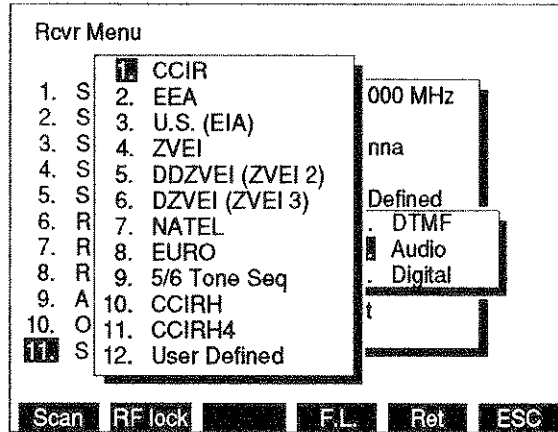 Rcvr Menu
1. CCIR
2. EEA
3. U.S. (EIA)
4. ZVEI
5. DDZVEI (ZVEI 2)
6. DZVEI (ZVEI 3)
7. NATEL
8. EURO
9. 5/6 Tone Seq
10. CCIRH
11. CCIRH4
12. User Defined
1. S
2. S
3. S
4. S
5. S
6. R
7. R
8. R
9. A
10. O
11. S
000 MHz
nna
Defined
. DTMF
Audio
. Digital
t
Scan RF lock F.L. Ret ESC